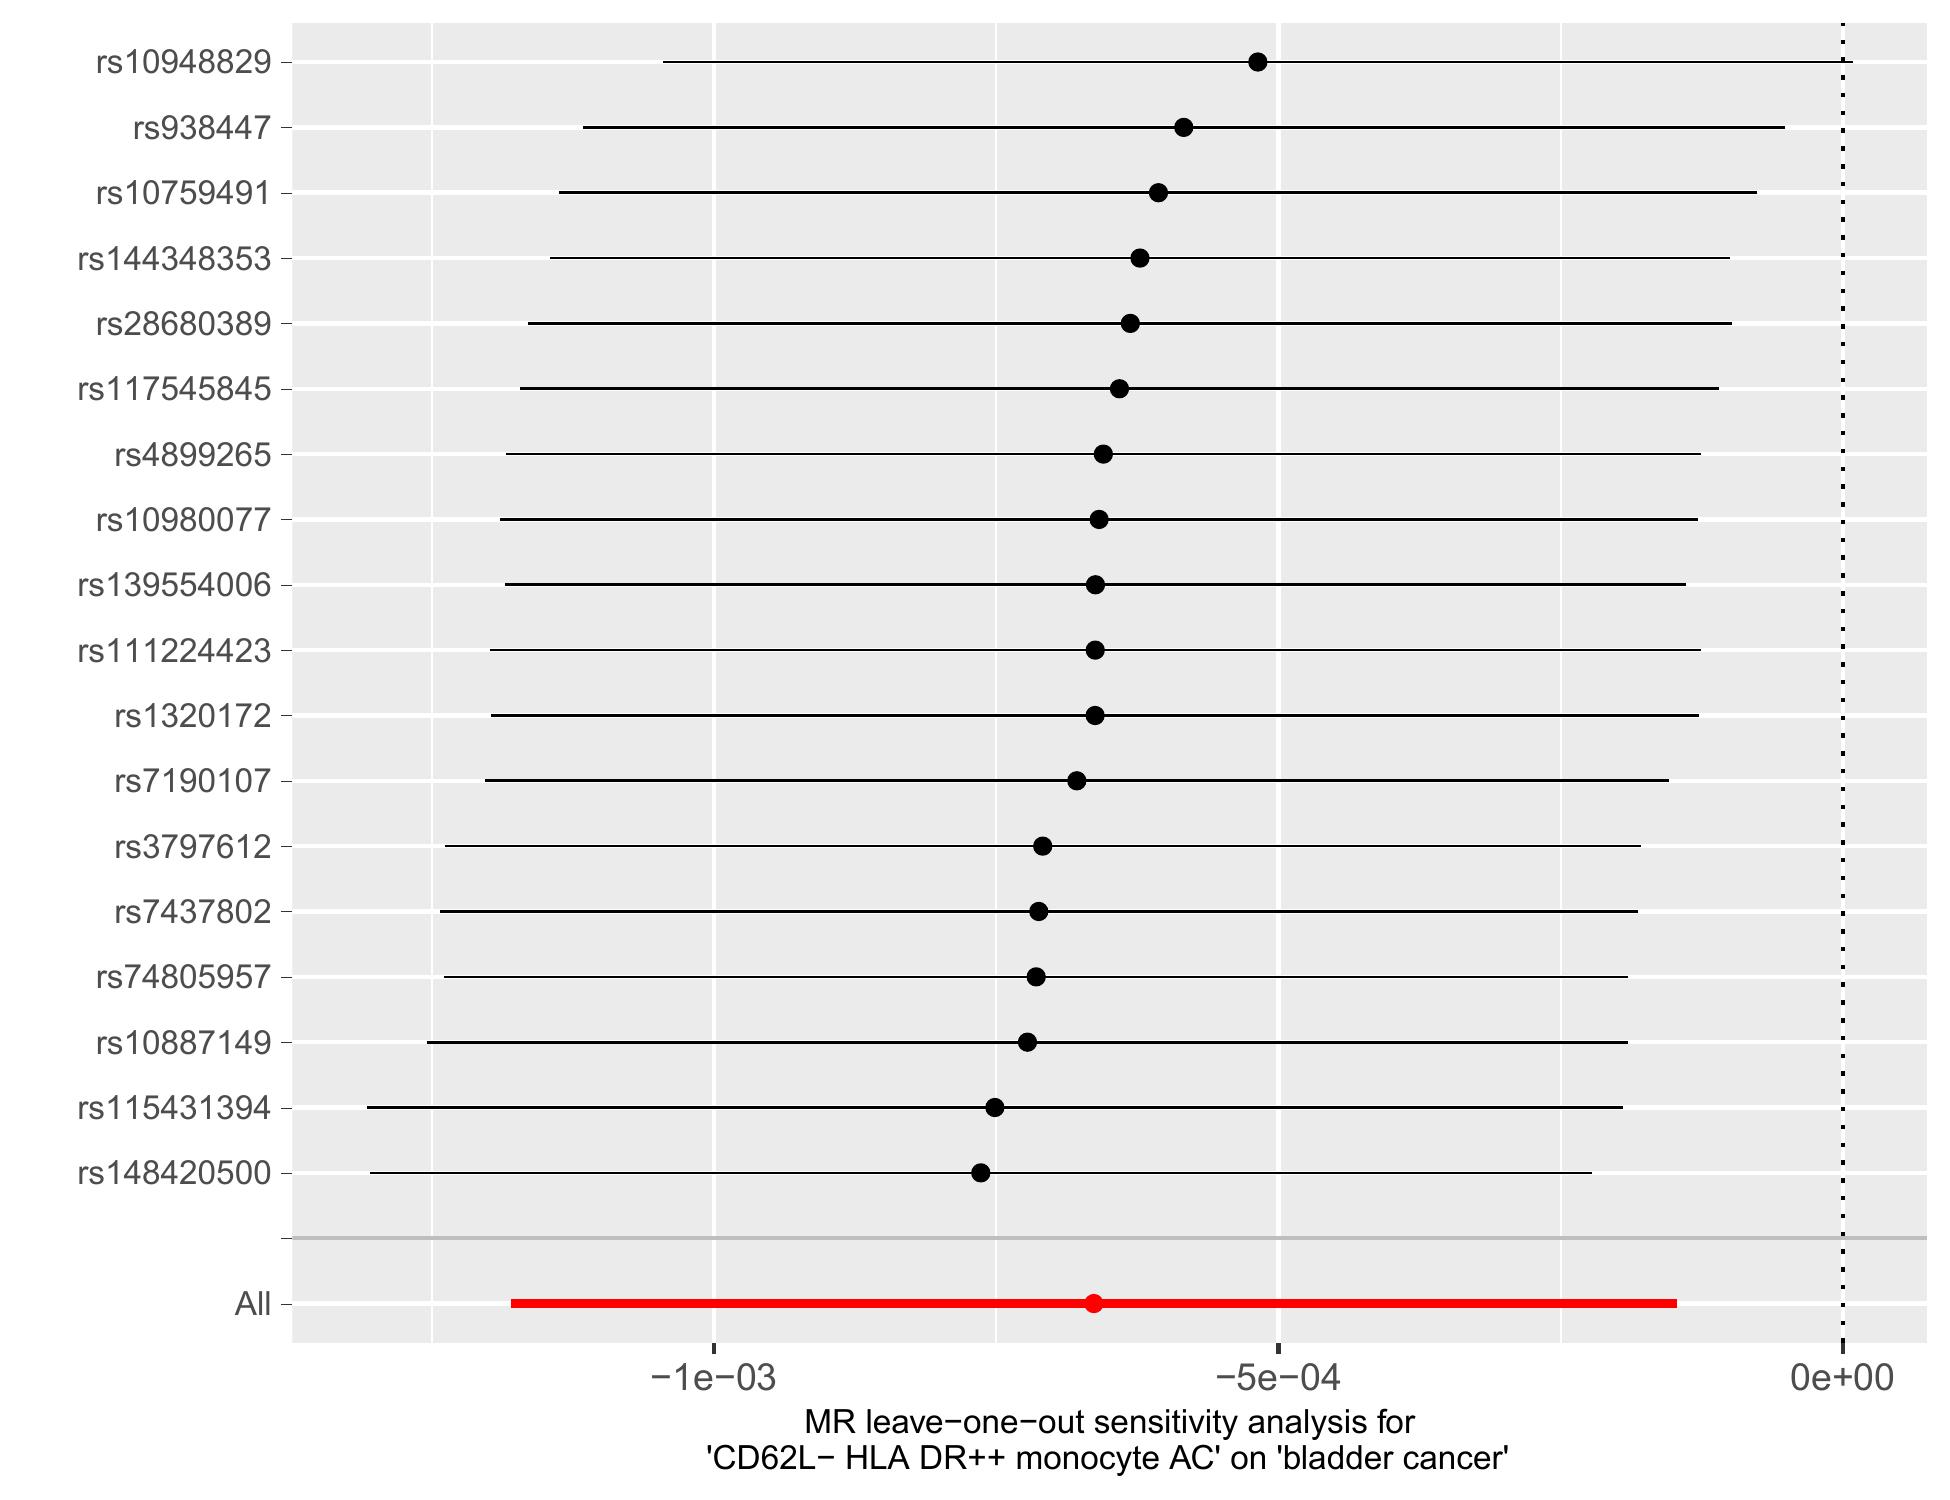 rs10948829
rs938447
rs10759491
rs144348353
rs28680389
rs117545845
rs4899265
rs10980077
rs139554006
rs111224423
rs1320172
rs7190107
rs3797612
rs7437802
rs74805957
rs10887149
rs115431394
rs148420500
All
−1e−03 −5e−04 0e+00
MR leave−one−out sensitivity analysis for
'CD62L− HLA DR++ monocyte AC' on 'bladder cancer'